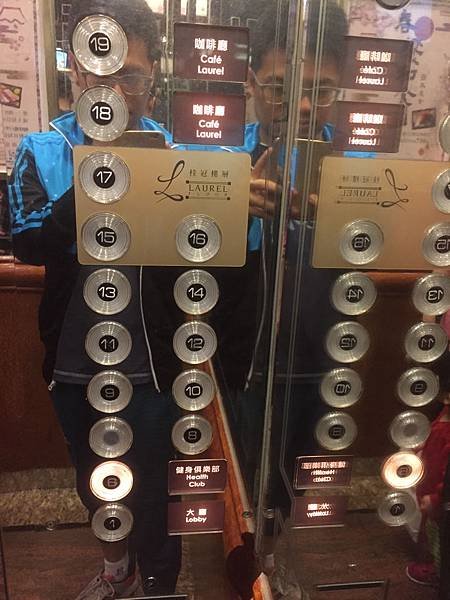 19
咖啡廳
Café
Laurel
18
咖啡廳
Café
Laurel
17
桂冠樓層
LAUREL
15
16
13
14
11
12
9
10
8
6
健身俱樂部
Health
Club
1
大廳
Lobby